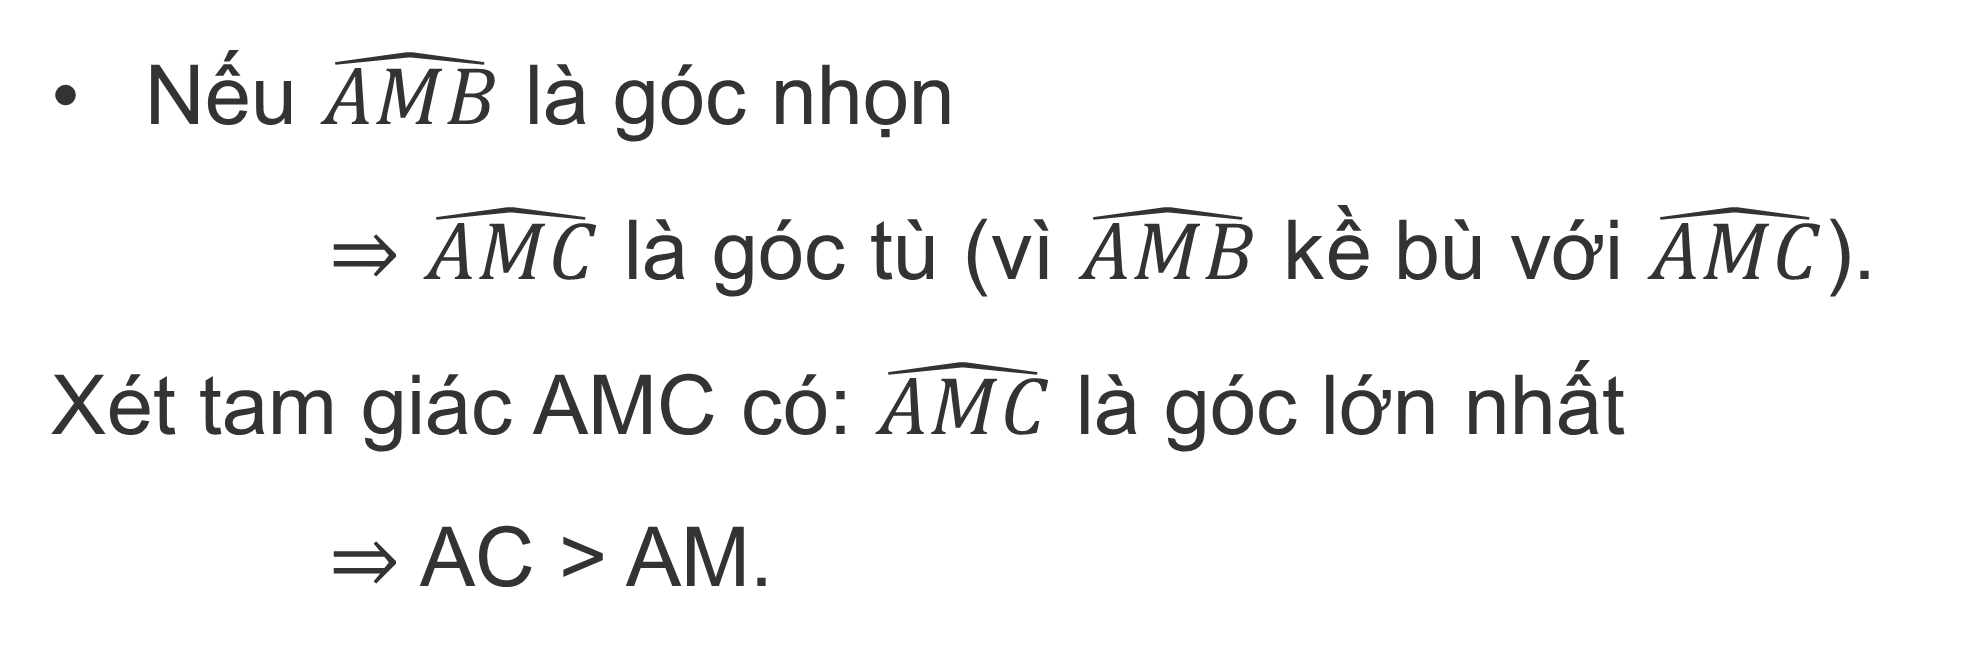 • Nếu $\widehat{AMB}$ là góc nhọn
⇒ $\widehat{AMC}$ là góc tù (vì $\widehat{AMB}$ kề bù với $\widehat{AMC}$).
Xét tam giác AMC có: $\widehat{AMC}$ là góc lớn nhất
⇒ AC > AM.